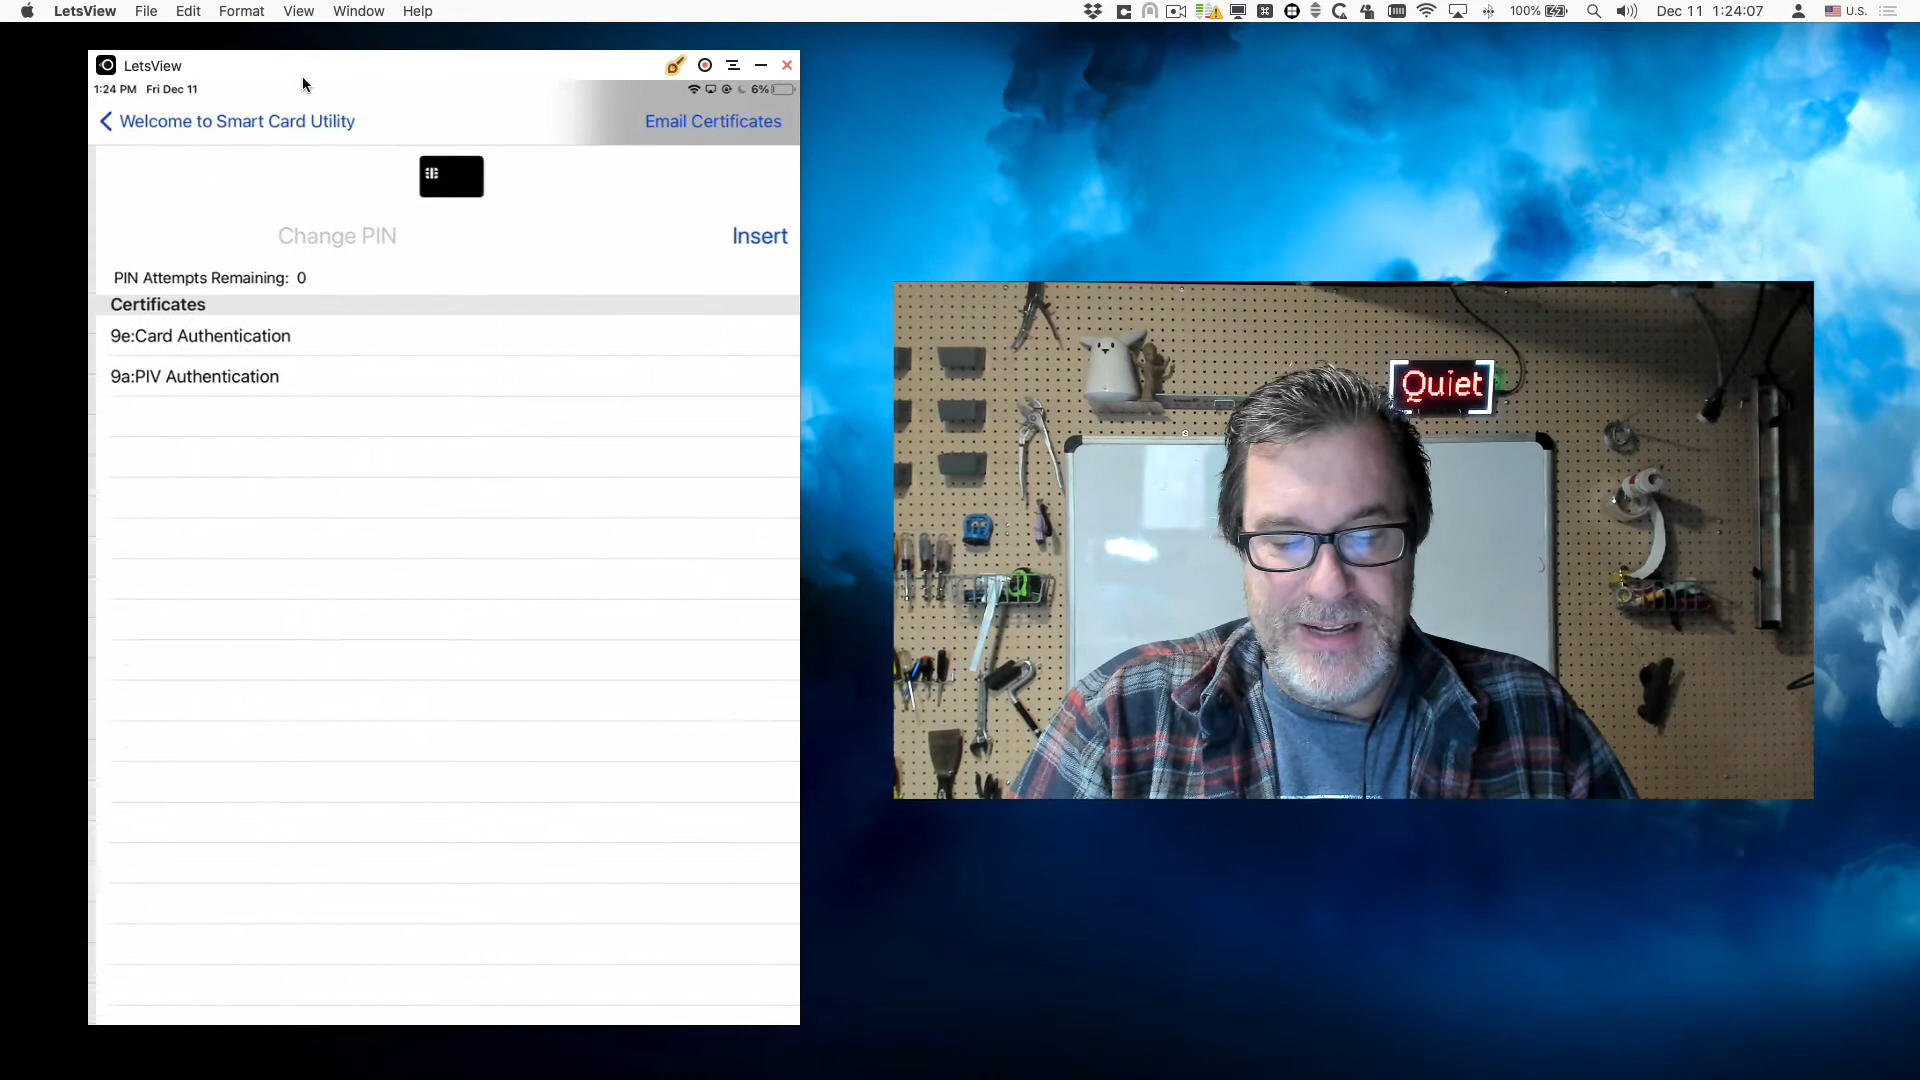 LetsView File Edit Format View Window Help
100% Dec 11 1:24:07 U.S.
LetsView
1:24 PM Fri Dec 11 6%
Welcome to Smart Card Utility Email Certificates
Change PIN Insert
PIN Attempts Remaining: 0
Certificates
9e:Card Authentication
9a:PIV Authentication
Quiet